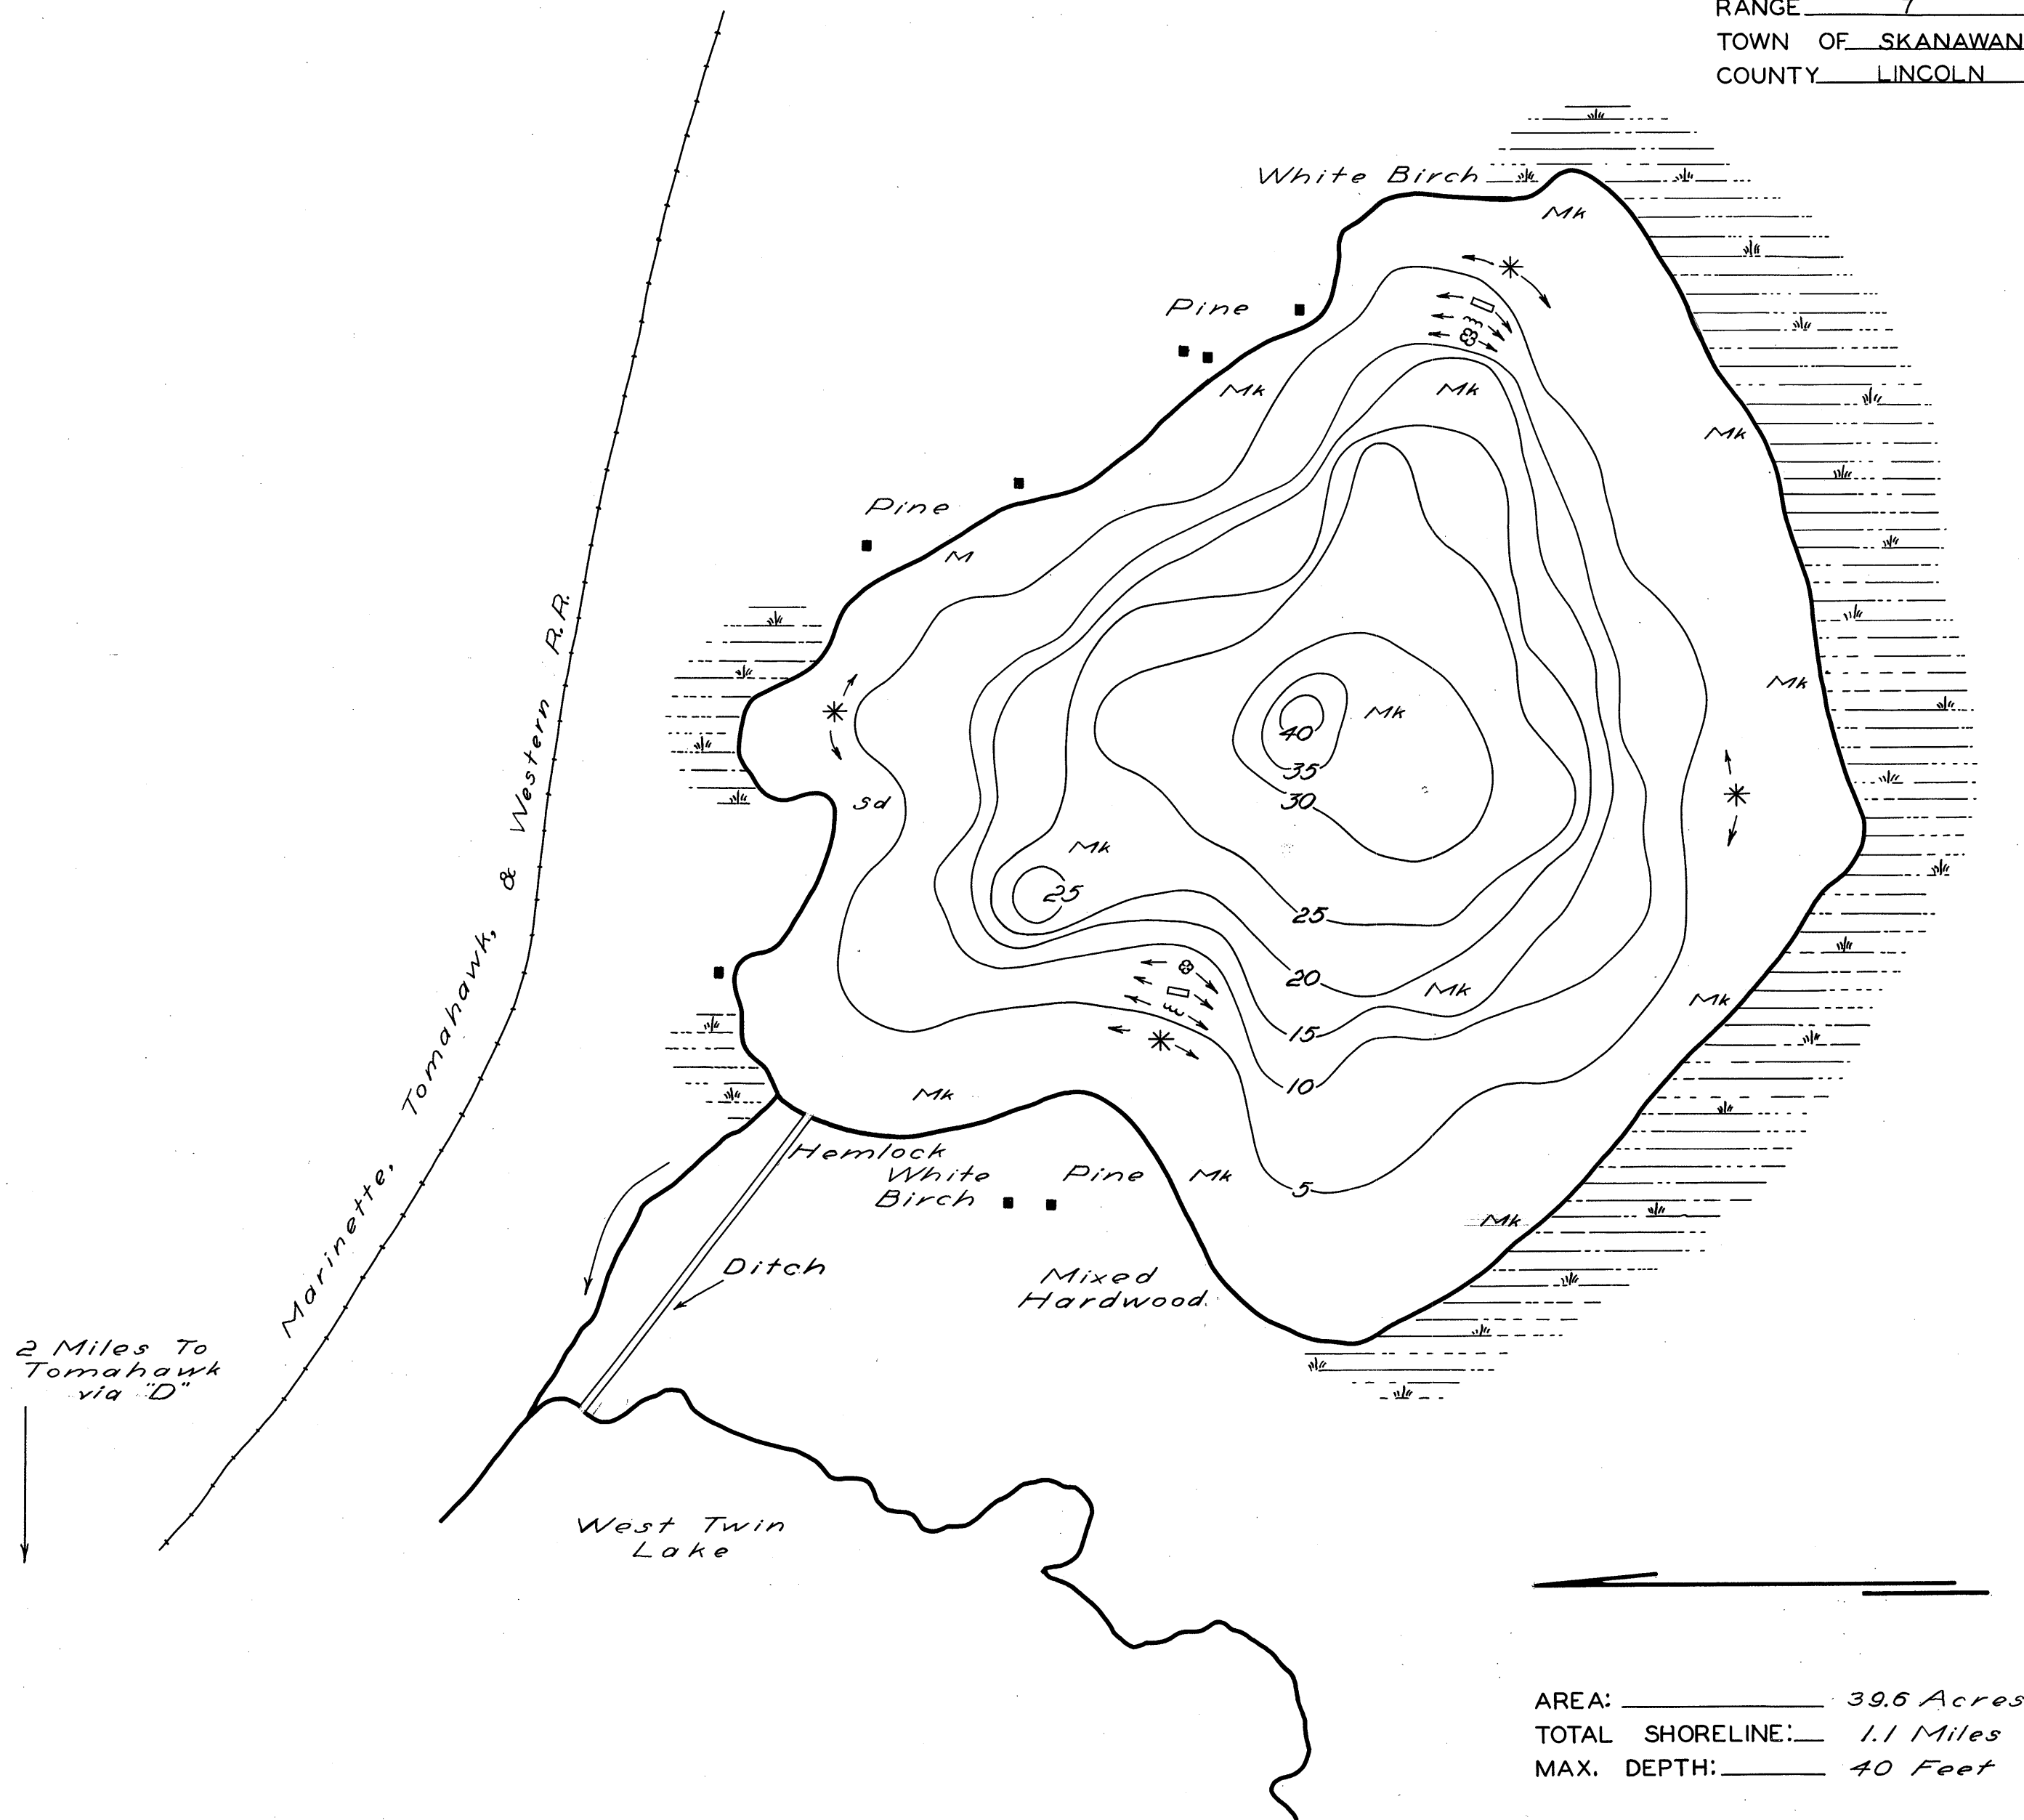 RANGE 7
TOWN OF SKANAWAN
COUNTY LINCOLN
White Birch
Mk
Pine
Mk
Mk
Mk
Pine
M
Marinette, Tomahawk, & Western R.R.
Mk
Mk
40
35
30
sd
Mk
25
25
20
Mk
Mk
15
10
Mk
Hemlock
White
Birch
Pine
Mk
5
Mk
Ditch
Mixed
Hardwood.
2 Miles To
Tomahawk
via "D"
West Twin
Lake
AREA: 39.6 Acres
TOTAL SHORELINE: 1.1 Miles
MAX. DEPTH: 40 Feet